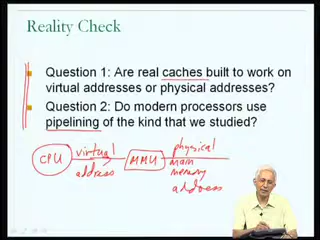 Reality Check
Question 1: Are real caches built to work on
virtual addresses or physical addresses?
Question 2: Do modern processors use
pipelining of the kind that we studied?
CPU virtual address MMU physical main memory address